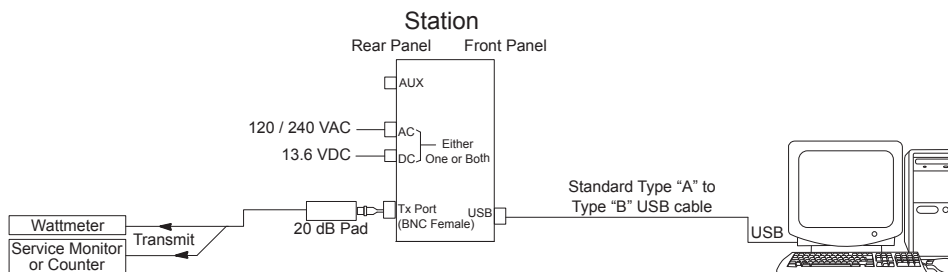 Station
Rear Panel
Front Panel
AUX
120 / 240 VAC
AC
Either
One or Both
13.6 VDC
DC
Standard Type “A” to
Type “B” USB cable
Tx Port
(BNC Female)
USB
20 dB Pad
USB
Wattmeter
Transmit
Service Monitor
or Counter